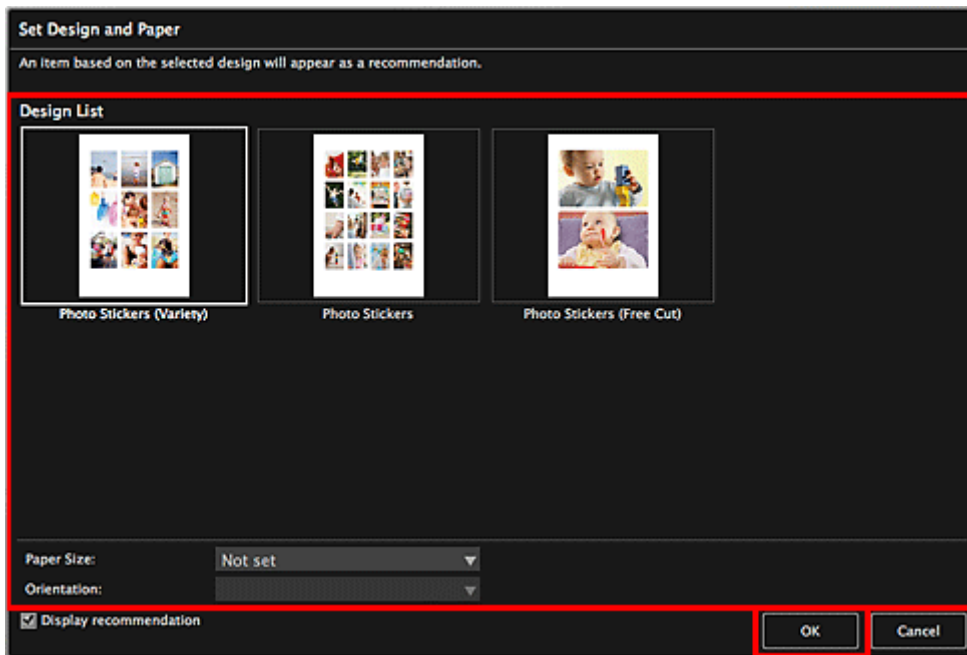 Set Design and Paper
An item based on the selected design will appear as a recommendation.
Design List
Photo Stickers (Variety)
Photo Stickers
Photo Stickers (Free Cut)
Paper Size:
Not set
Orientation:
Display recommendation
OK
Cancel